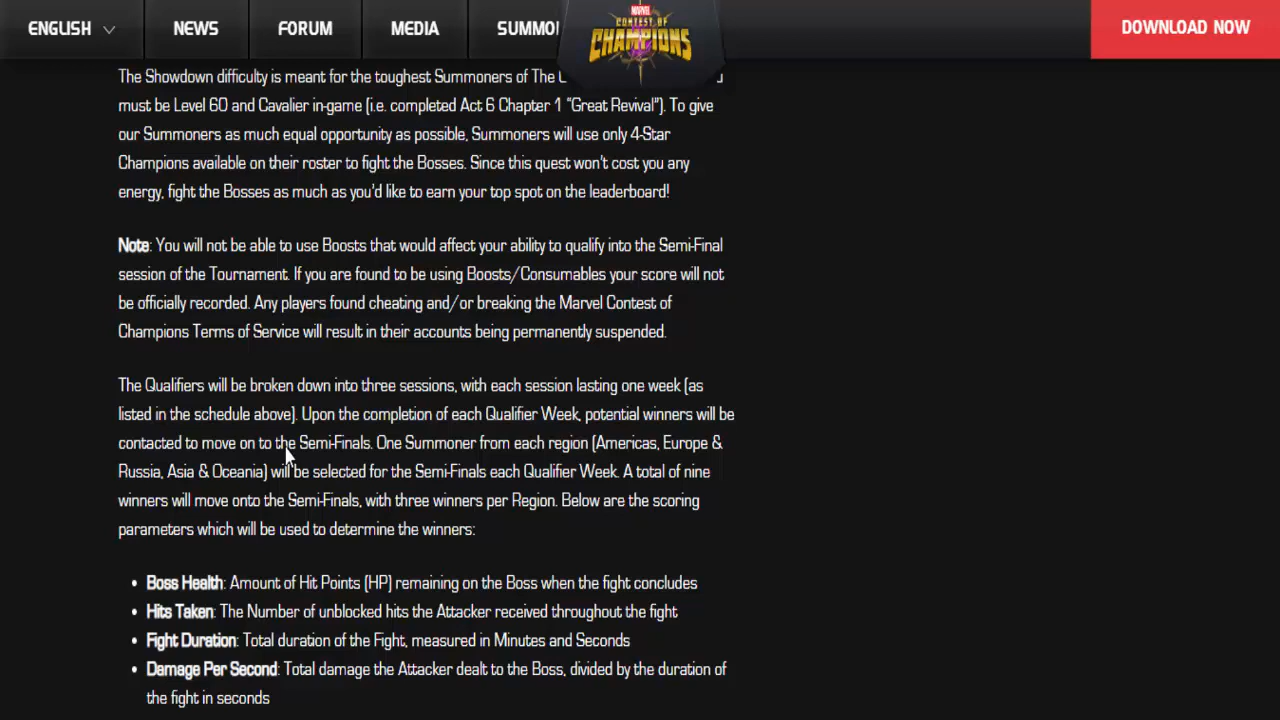 ENGLISH NEWS FORUM MEDIA SUMMO
MARVEL
CONTEST OF
CHAMPIONS
DOWNLOAD NOW
The Showdown difficulty is meant for the toughest Summoners of The
must be Level 60 and Cavalier in-game (i.e. completed Act 6 Chapter 1 "Great Revival"). To give
our Summoners as much equal opportunity as possible, Summoners will use only 4-Star
Champions available on their roster to fight the Bosses. Since this quest won't cost you any
energy, fight the Bosses as much as you'd like to earn your top spot on the leaderboard!
Note: You will not be able to use Boosts that would affect your ability to qualify into the Semi-Final
session of the Tournament. If you are found to be using Boosts/Consumables your score will not
be officially recorded. Any players found cheating and/or breaking the Marvel Contest of
Champions Terms of Service will result in their accounts being permanently suspended.
The Qualifiers will be broken down into three sessions, with each session lasting one week (as
listed in the schedule above). Upon the completion of each Qualifier Week, potential winners will be
contacted to move on to the Semi-Finals. One Summoner from each region (Americas, Europe &
Russia, Asia & Oceania) will be selected for the Semi-Finals each Qualifier Week. A total of nine
winners will move onto the Semi-Finals, with three winners per Region. Below are the scoring
parameters which will be used to determine the winners:
• Boss Health: Amount of Hit Points (HP) remaining on the Boss when the fight concludes
• Hits Taken: The Number of unblocked hits the Attacker received throughout the fight
• Fight Duration: Total duration of the Fight, measured in Minutes and Seconds
• Damage Per Second: Total damage the Attacker dealt to the Boss, divided by the duration of
the fight in seconds